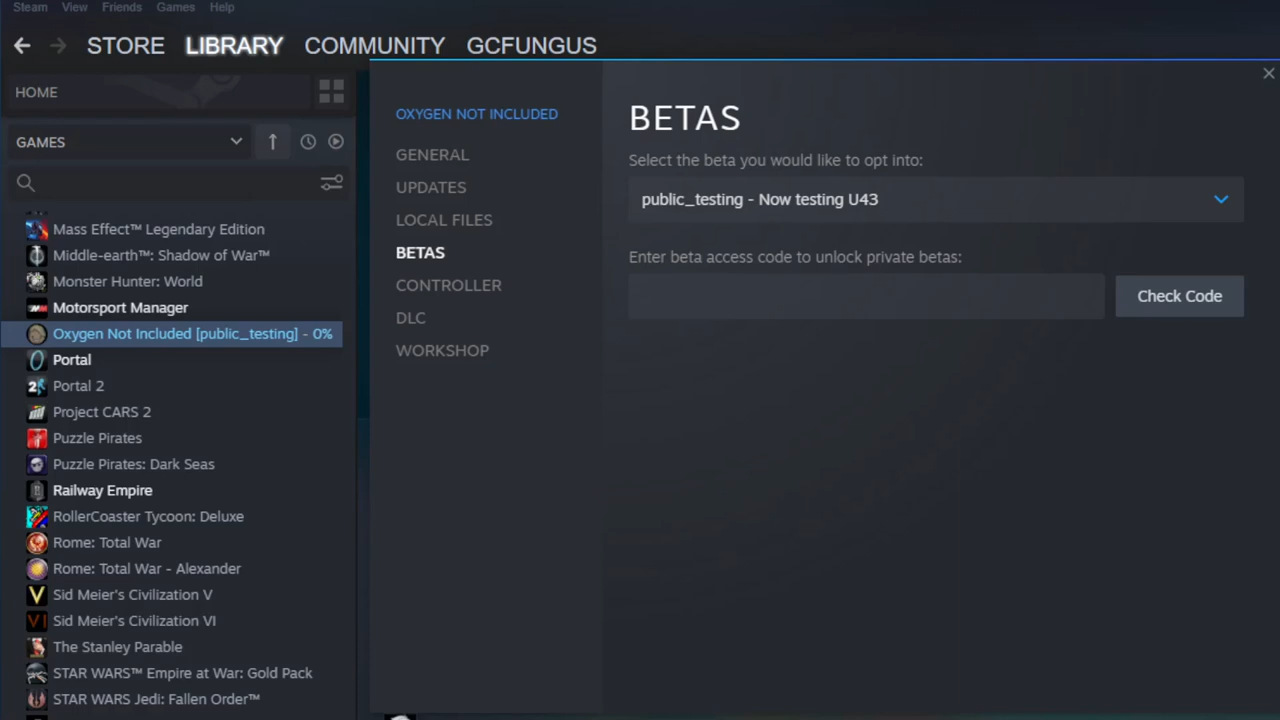 Steam View Friends Games Help
STORE LIBRARY COMMUNITY GCFUNGUS
HOME
GAMES
Mass Effect™ Legendary Edition
Middle-earth™: Shadow of War™
Monster Hunter: World
Motorsport Manager
Oxygen Not Included [public_testing] - 0%
Portal
Portal 2
Project CARS 2
Puzzle Pirates
Puzzle Pirates: Dark Seas
Railway Empire
RollerCoaster Tycoon: Deluxe
Rome: Total War
Rome: Total War - Alexander
Sid Meier's Civilization V
Sid Meier's Civilization VI
The Stanley Parable
STAR WARS™ Empire at War: Gold Pack
STAR WARS Jedi: Fallen Order™
OXYGEN NOT INCLUDED
GENERAL
UPDATES
LOCAL FILES
BETAS
CONTROLLER
DLC
WORKSHOP
BETAS
Select the beta you would like to opt into:
public_testing - Now testing U43
Enter beta access code to unlock private betas:
Check Code